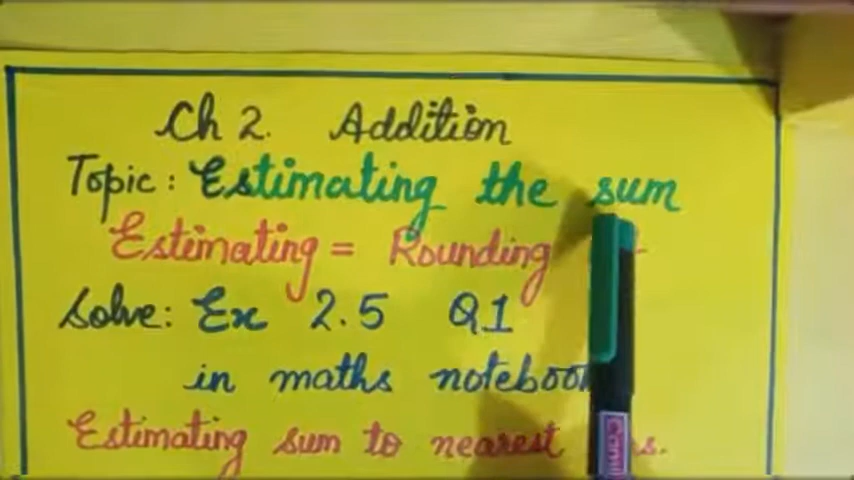 Ch 2. Addition
Topic: Estimating the sum
Estimating = Rounding
Solve: Ex 2.5 Q1
in maths notebook
Estimating sum to nearest